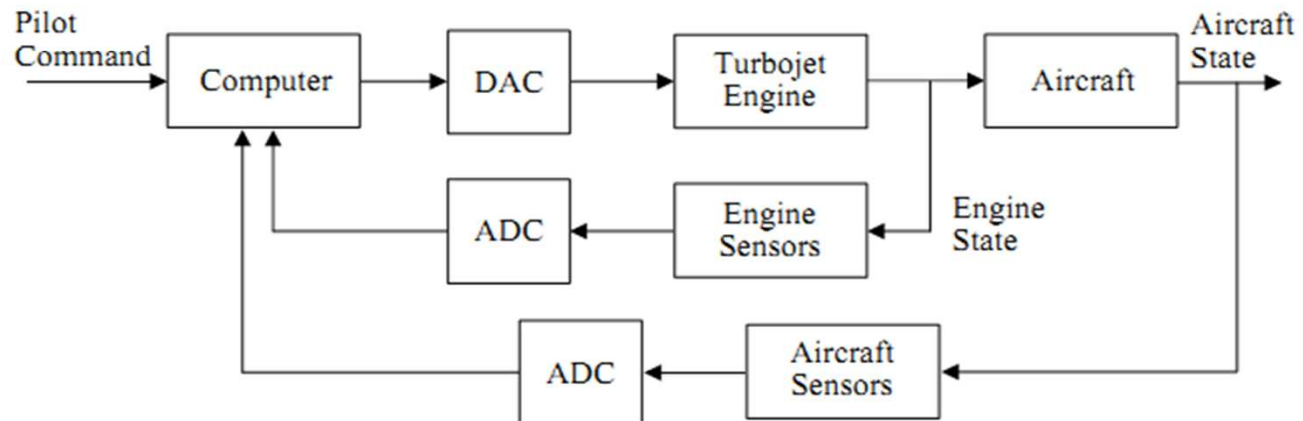 Pilot
Command
Computer
DAC
Turbojet
Engine
Aircraft
Aircraft
State
ADC
Engine
Sensors
Engine
State
ADC
Aircraft
Sensors